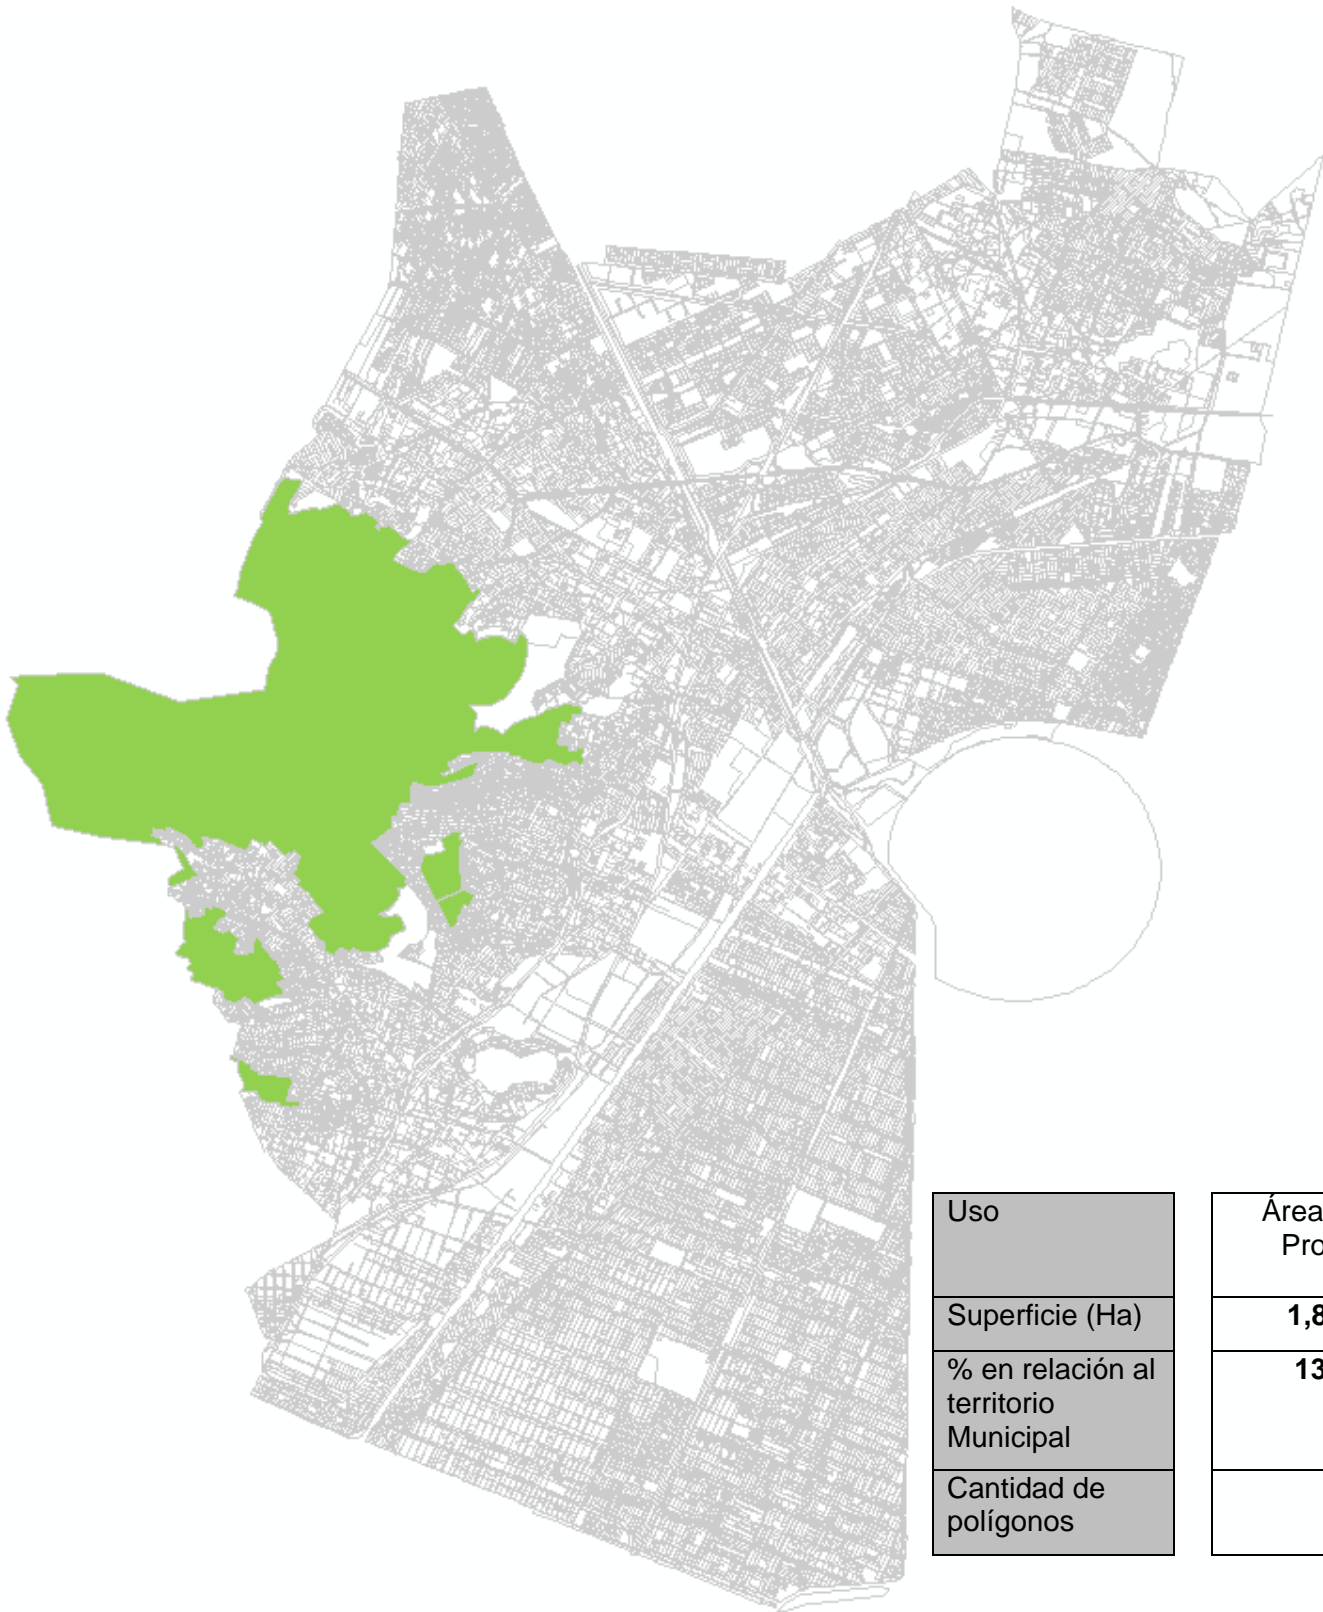 Uso
Área
Pro
Superficie (Ha)
1,8
% en relación al
territorio
Municipal
13
Cantidad de
polígonos